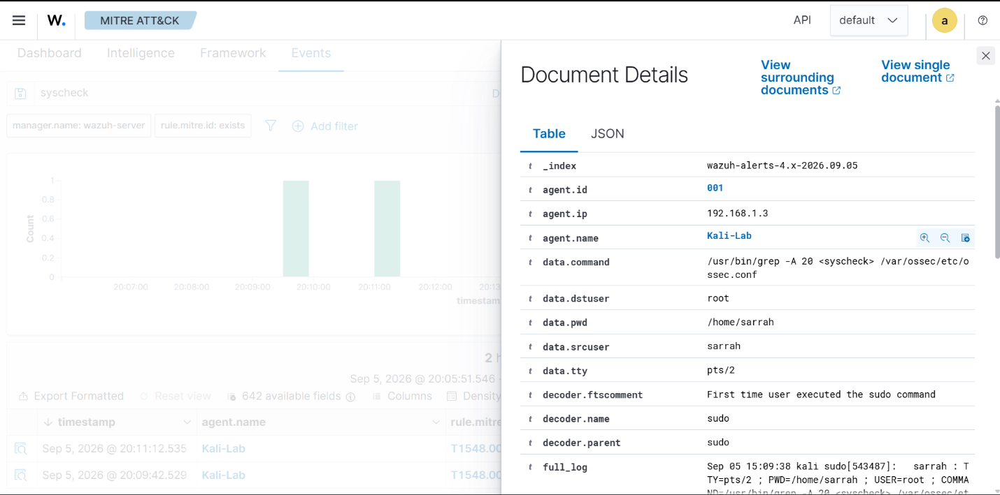 W.
MITRE ATT&CK
API
default
a
Dashboard
Intelligence
Framework
Events
syscheck
manager.name: wazuh-server
rule.mitre.id: exists
Add filter
Count
1
0.8
0.6
0.4
0.2
0
20:07:00
20:08:00
20:09:00
20:10:00
20:11:00
20:12:00
20:13
timestam
2 h
Sep 5, 2026 @ 20:05:51.546 -
Export Formatted
Reset view
642 available fields
Columns
Density
timestamp
agent.name
rule.mitre
Sep 5, 2026 @ 20:11:12.535
Kali-Lab
T1548.00
Sep 5, 2026 @ 20:09:42.529
Kali-Lab
T1548.00
Document Details
View
surrounding
documents
View single
document
Table
JSON
t _index wazuh-alerts-4.x-2026.09.05
t agent.id 001
t agent.ip 192.168.1.3
t agent.name Kali-Lab
t data.command /usr/bin/grep -A 20 <syscheck> /var/ossec/etc/o
ssec.conf
t data.dstuser root
t data.pwd /home/sarrah
t data.srcuser sarrah
t data.tty pts/2
t decoder.ftscomment First time user executed the sudo command
t decoder.name sudo
t decoder.parent sudo
t full_log Sep 05 15:09:38 kali sudo[543487]: sarrah : T
TY=pts/2 ; PWD=/home/sarrah ; USER=root ; COMMA
ND=/usr/bin/grep -A 20 <syscheck> /var/ossec/et